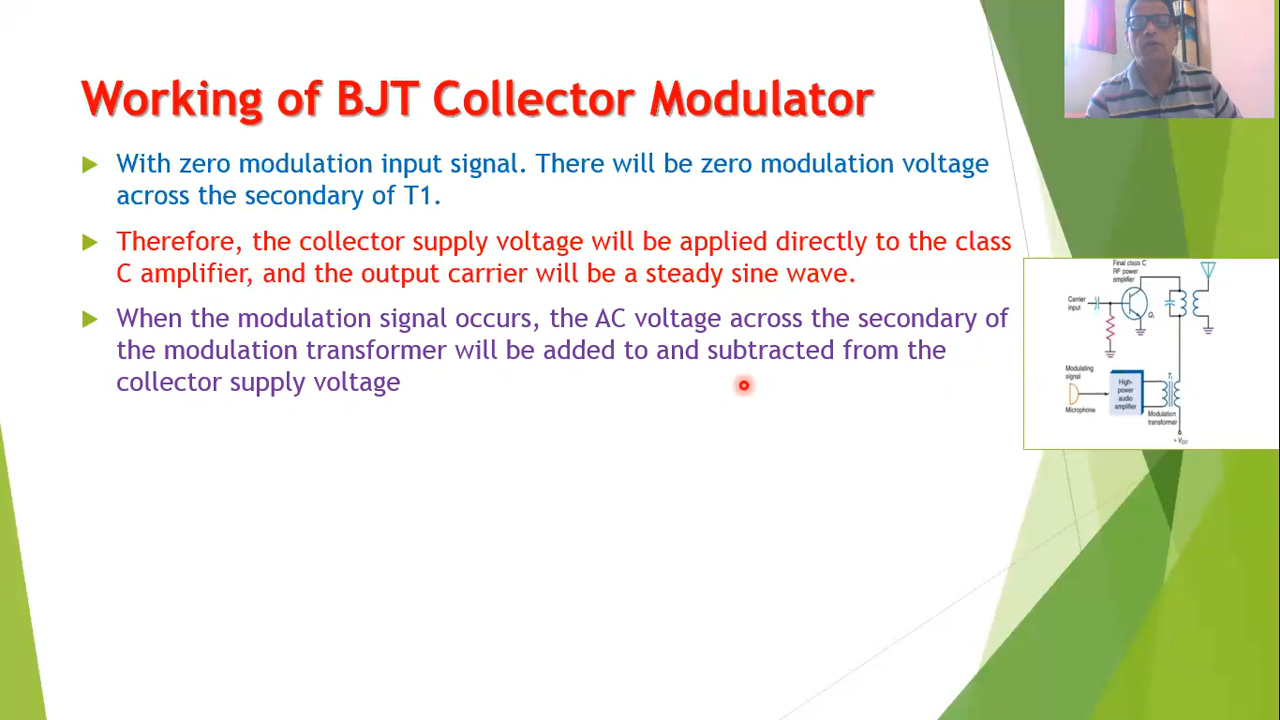 Working of BJT Collector Modulator
With zero modulation input signal. There will be zero modulation voltage
across the secondary of T1.
Therefore, the collector supply voltage will be applied directly to the class
C amplifier, and the output carrier will be a steady sine wave.
When the modulation signal occurs, the AC voltage across the secondary of
the modulation transformer will be added to and subtracted from the
collector supply voltage
Final class C
RF power
amplifier
Carrier
input
Q1
Modulating
signal
High-
power
audio
amplifier
T1
Microphone
Modulation
transformer